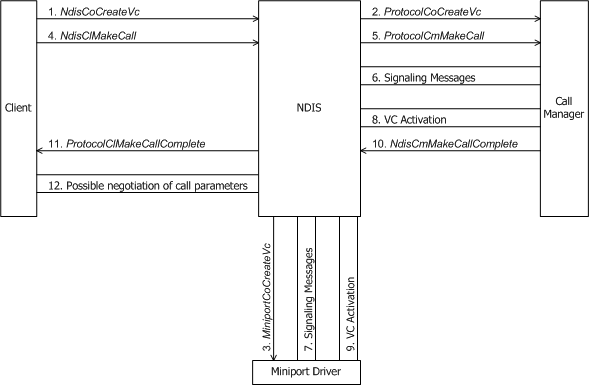 1. NdisCoCreateVc
2. ProtocolCoCreateVc
4. NdisClMakeCall
5. ProtocolCmMakeCall
6. Signaling Messages
Client
NDIS
Call
Manager
8. VC Activation
11. ProtocolClMakeCallComplete
10. NdisCmMakeCallComplete
12. Possible negotiation of call parameters
3. MiniportCoCreateVc
7. Signaling Messages
9. VC Activation
Miniport Driver